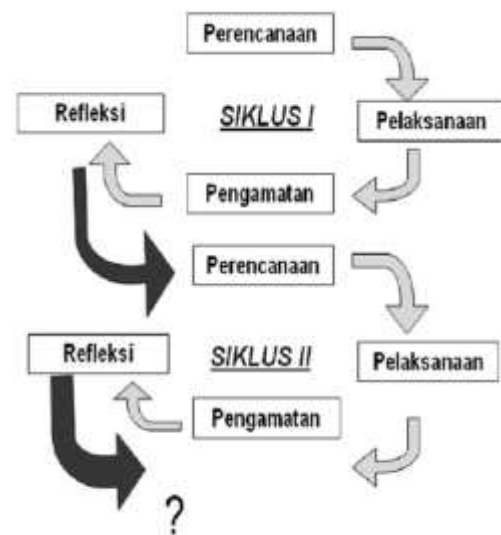 Perencanaan
Refleksi
SIKLUS I
Pelaksanaan
Pengamatan
Perencanaan
Refleksi
SIKLUS II
Pelaksanaan
Pengamatan
?